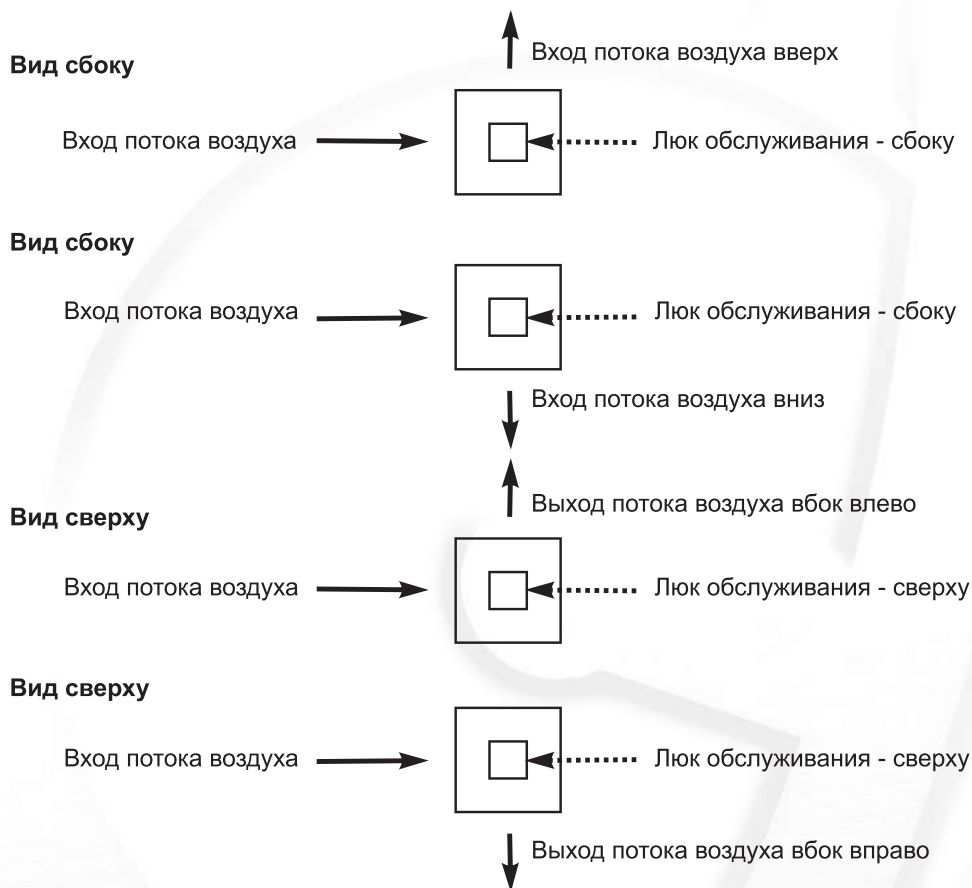 Вход потока воздуха вверх
Вид сбоку
Вход потока воздуха
Люк обслуживания - сбоку
Вид сбоку
Вход потока воздуха
Люк обслуживания - сбоку
Вход потока воздуха вниз
Выход потока воздуха вбок влево
Вид сверху
Вход потока воздуха
Люк обслуживания - сверху
Вид сверху
Вход потока воздуха
Люк обслуживания - сверху
Выход потока воздуха вбок вправо